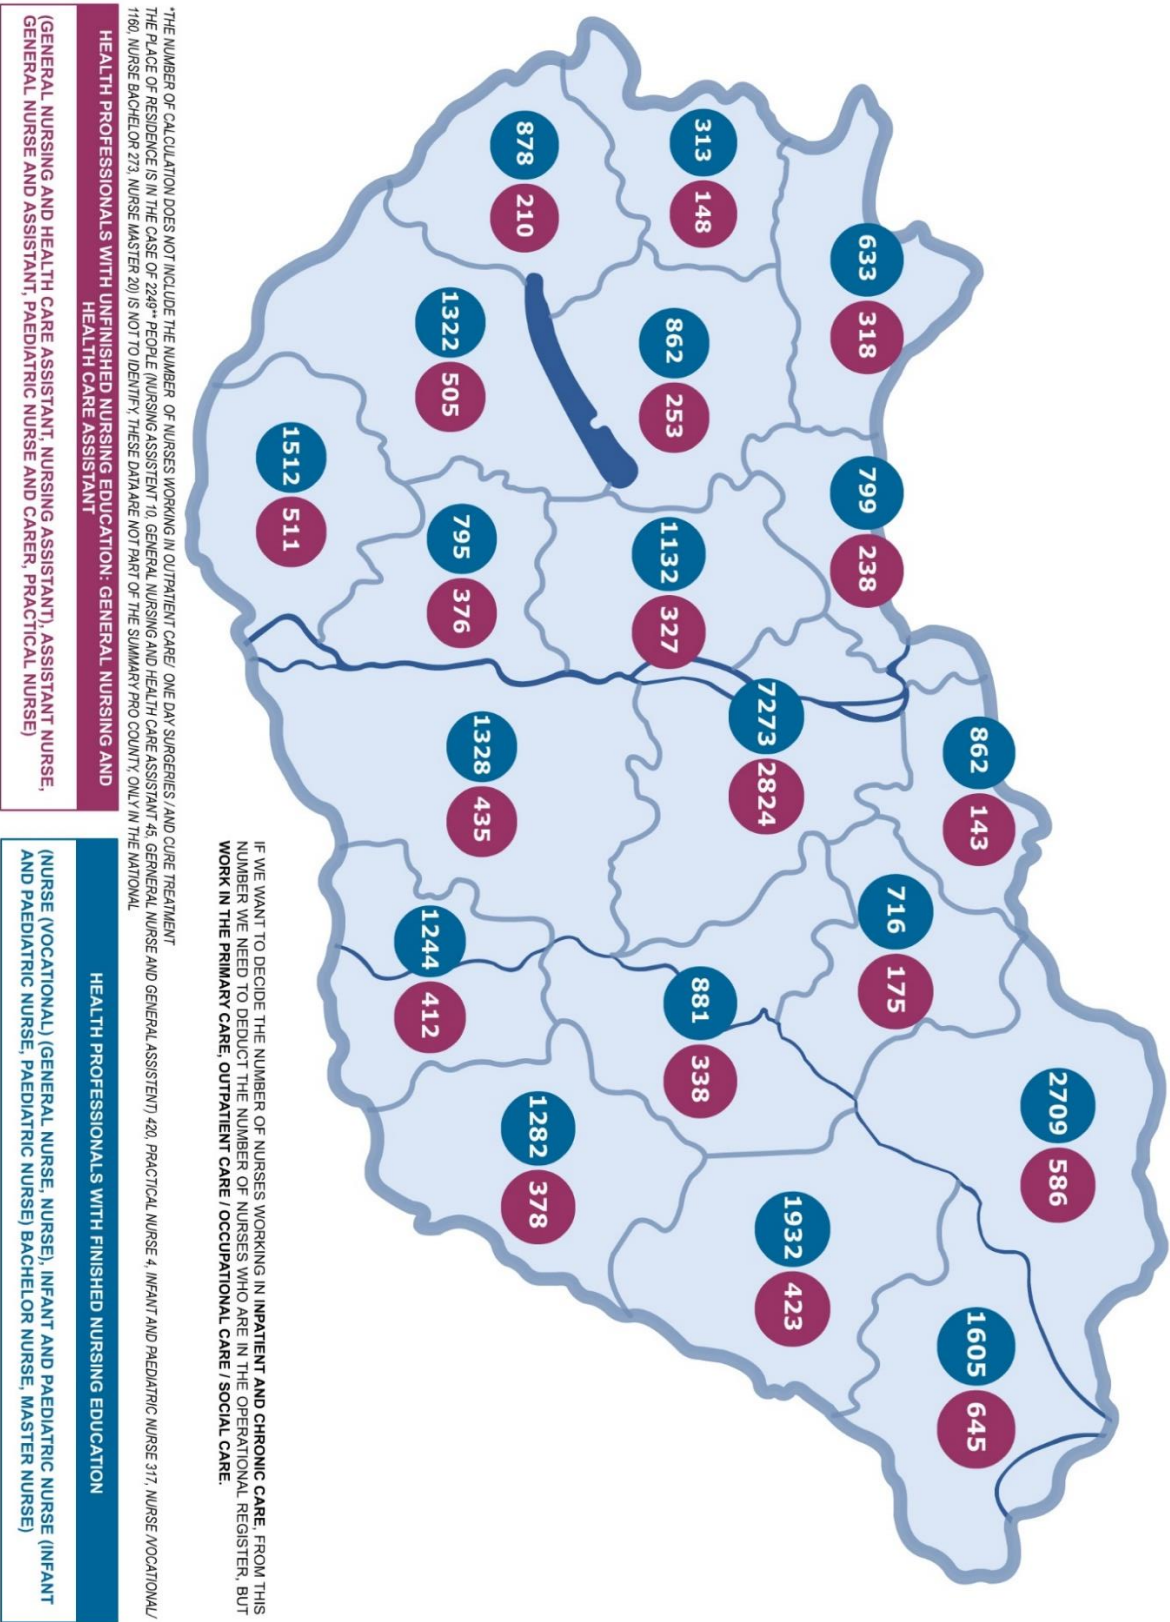 2709 586
862 143
1605 645
716 175
633 318
799 238
1932 423
7273 2824
313 148
881 338
862 253
1132 327
1282 378
878 210
1328 435
795 376
1322 505
1244 412
1512 511
IF WE WANT TO DECIDE THE NUMBER OF NURSES WORKING IN INPATIENT AND CHRONIC CARE, FROM THIS
NUMBER WE NEED TO DEDUCT THE NUMBER OF NURSES WHO ARE IN THE OPERATIONAL REGISTER, BUT
WORK IN THE PRIMARY CARE, OUTPATIENT CARE / OCCUPATIONAL CARE / SOCIAL CARE.
*THE NUMBER OF CALCULATION DOES NOT INCLUDE THE NUMBER OF NURSES WORKING IN OUTPATIENT CARE/ ONE DAY SURGERIES / AND CURE TREATMENT
THE PLACE OF RESIDENCE IS IN THE CASE OF 2249** PEOPLE (NURSING ASSISTENT 10, GENERAL NURSING AND HEALTH CARE ASSISTANT 45, GERNERAL NURSE AND GENERAL ASSISTENT) 420, PRACTICAL NURSE 4, INFANT AND PAEDIATRIC NURSE 317, NURSE /VOCATIONAL/
1160, NURSE BACHELOR 273, NURSE MASTER 20) IS NOT TO IDENTIFY, THESE DATA ARE NOT PART OF THE SUMMARY PRO COUNTY, ONLY IN THE NATIONAL
HEALTH PROFESSIONALS WITH UNFINISHED NURSING EDUCATION: GENERAL NURSING AND
HEALTH CARE ASSISTANT
(GENERAL NURSING AND HEALTH CARE ASSISTANT, NURSING ASSISTANT), ASSISTANT NURSE,
GENERAL NURSE AND ASSISTANT, PAEDIATRIC NURSE AND CARER, PRACTICAL NURSE)
HEALTH PROFESSIONALS WITH FINISHED NURSING EDUCATION
(NURSE (VOCATIONAL) (GENERAL NURSE, NURSE), INFANT AND PAEDIATRIC NURSE (INFANT
AND PAEDIATRIC NURSE, PAEDIATRIC NURSE) BACHELOR NURSE, MASTER NURSE)